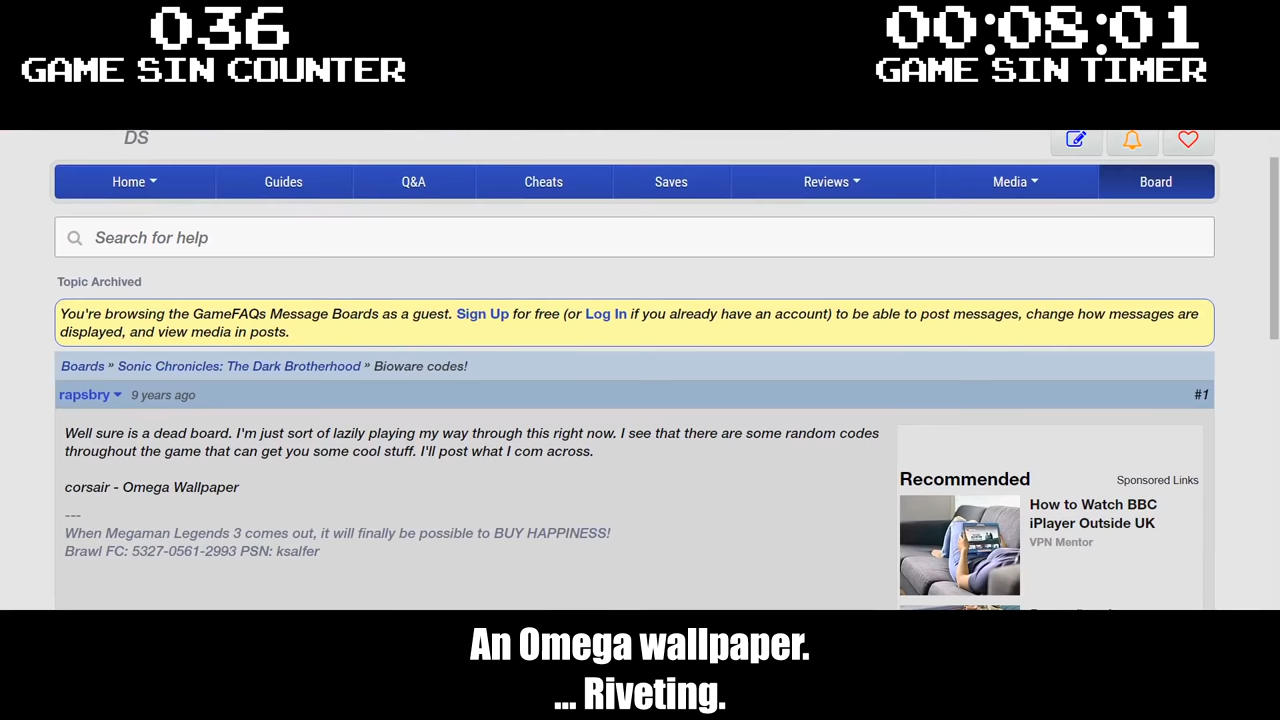 036
GAME SIN COUNTER
00:08:01
GAME SIN TIMER
DS
Home
Guides
Q&A
Cheats
Saves
Reviews
Media
Board
Search for help
Topic Archived
You're browsing the GameFAQs Message Boards as a guest. Sign Up for free (or Log In if you already have an account) to be able to post messages, change how messages are
displayed, and view media in posts.
Boards » Sonic Chronicles: The Dark Brotherhood » Bioware codes!
rapsbry 9 years ago #1
Well sure is a dead board. I'm just sort of lazily playing my way through this right now. I see that there are some random codes
throughout the game that can get you some cool stuff. I'll post what I com across.
corsair - Omega Wallpaper
---
When Megaman Legends 3 comes out, it will finally be possible to BUY HAPPINESS!
Brawl FC: 5327-0561-2993 PSN: ksalfer
Recommended
Sponsored Links
How to Watch BBC
iPlayer Outside UK
VPN Mentor
An Omega wallpaper.
... Riveting.